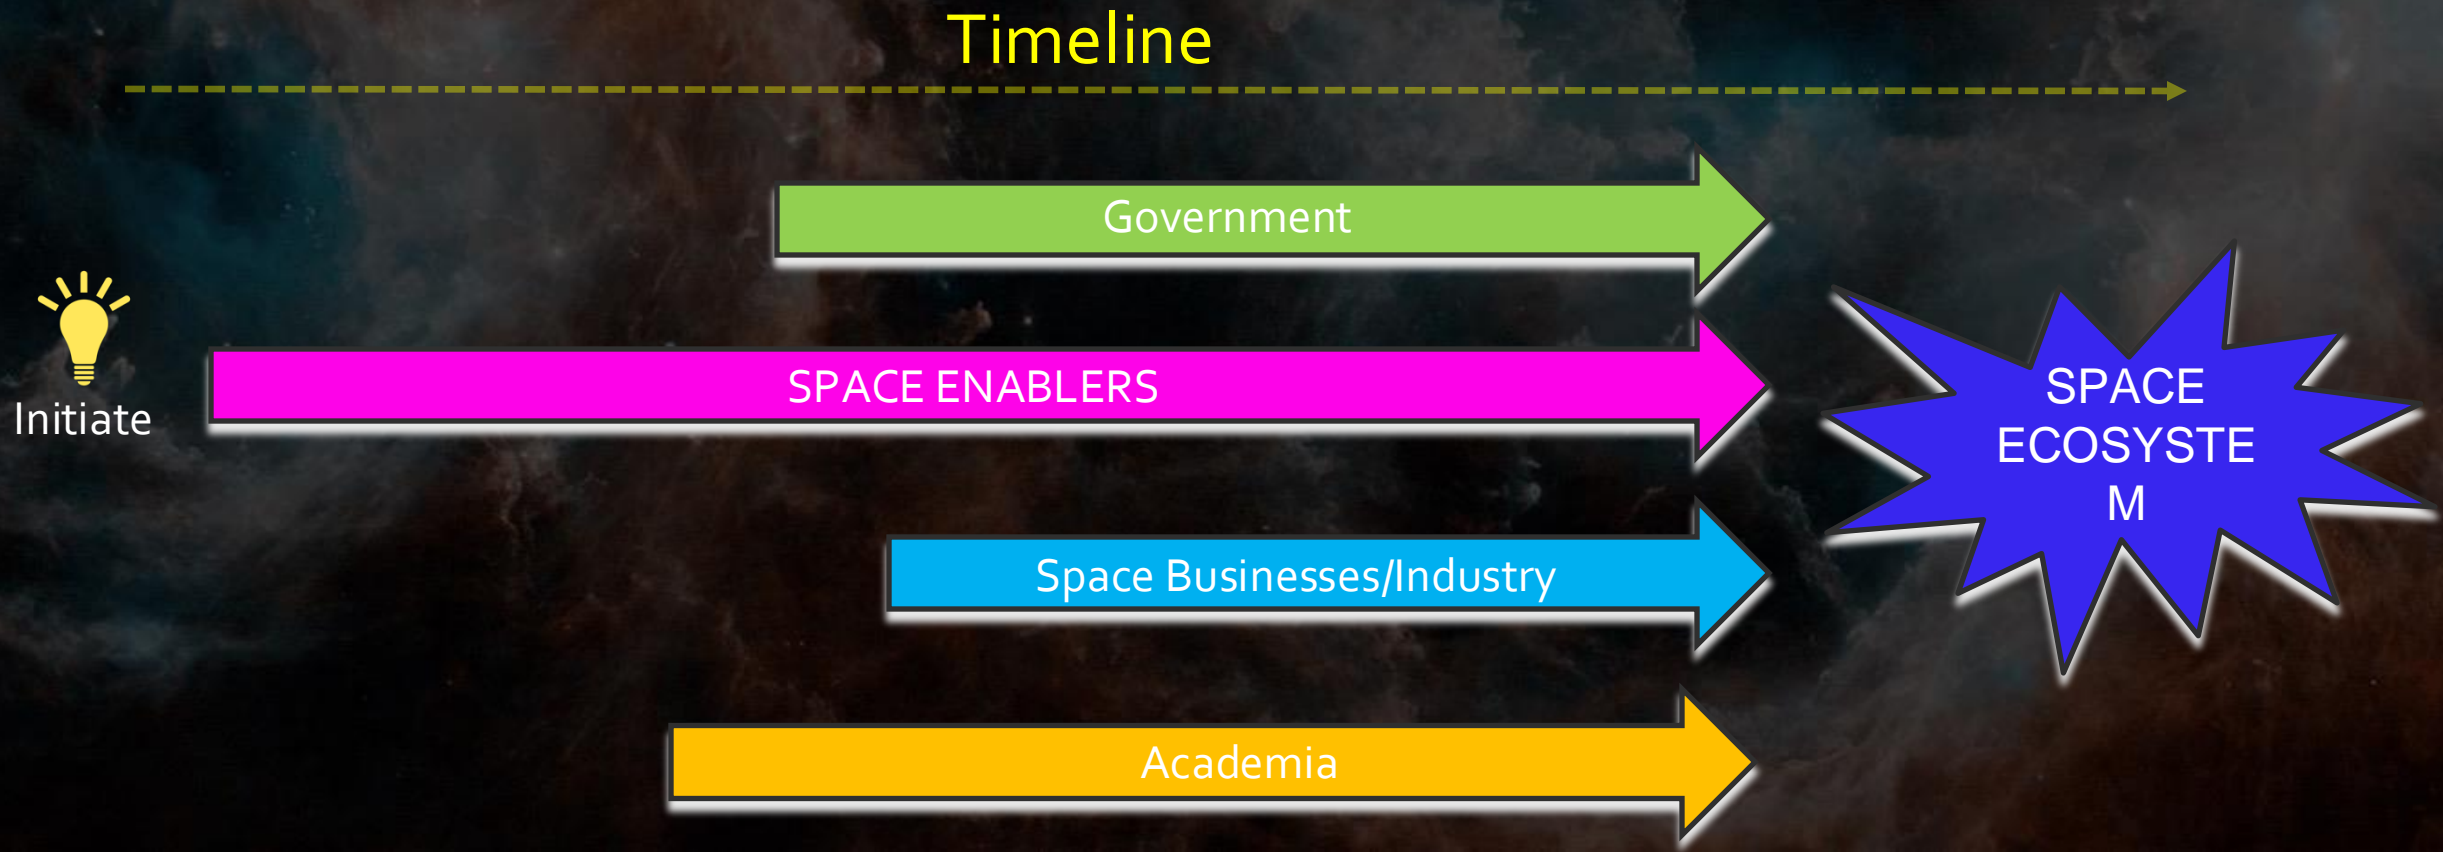 Timeline
Government
Initiate
SPACE ENABLERS
SPACE
ECOSYSTE
M
Space Businesses/Industry
Academia